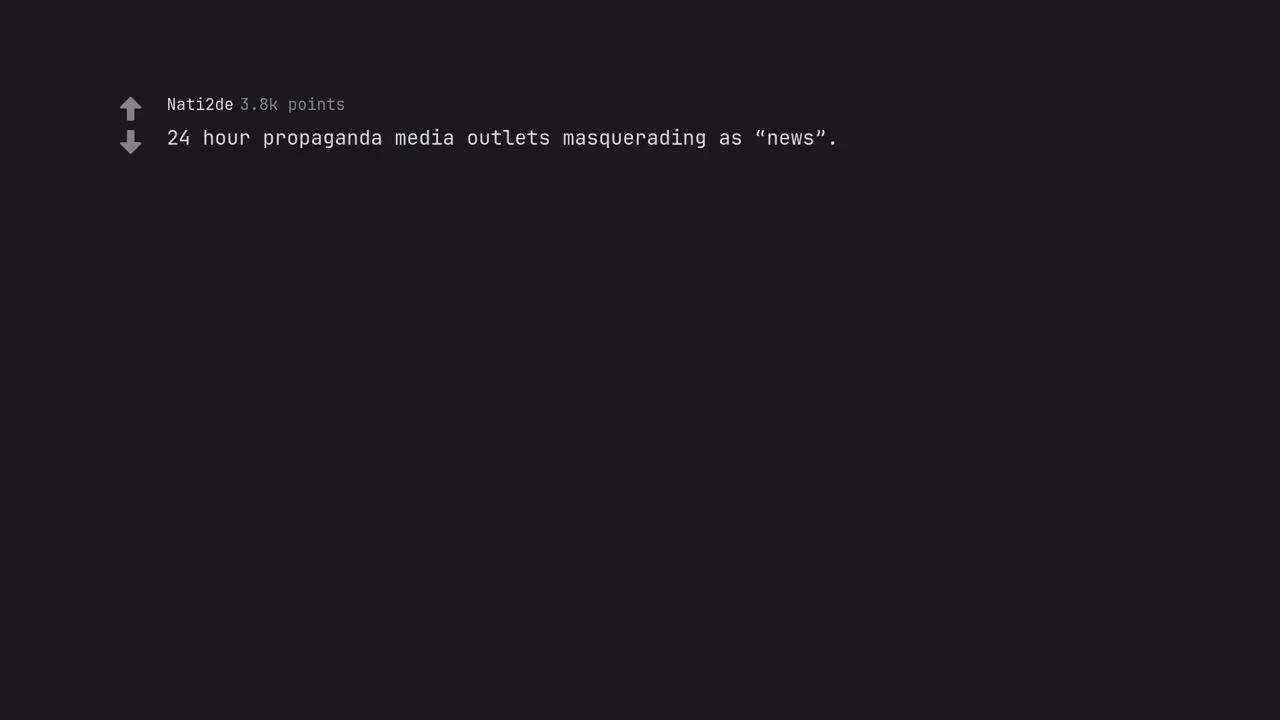 Nati2de 3.8k points
24 hour propaganda media outlets masquerading as “news”.